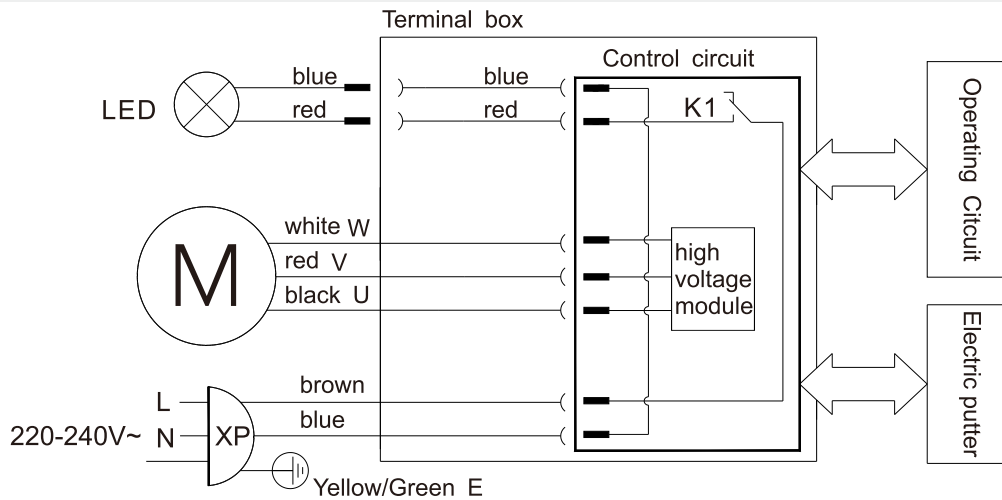 Terminal box
Control circuit
LED
blue
red
blue
red
K1
Operating Citcuit
M
white W
red V
black U
high
voltage
module
Electric putter
220-240V~
L
N
XP
brown
blue
Yellow/Green E